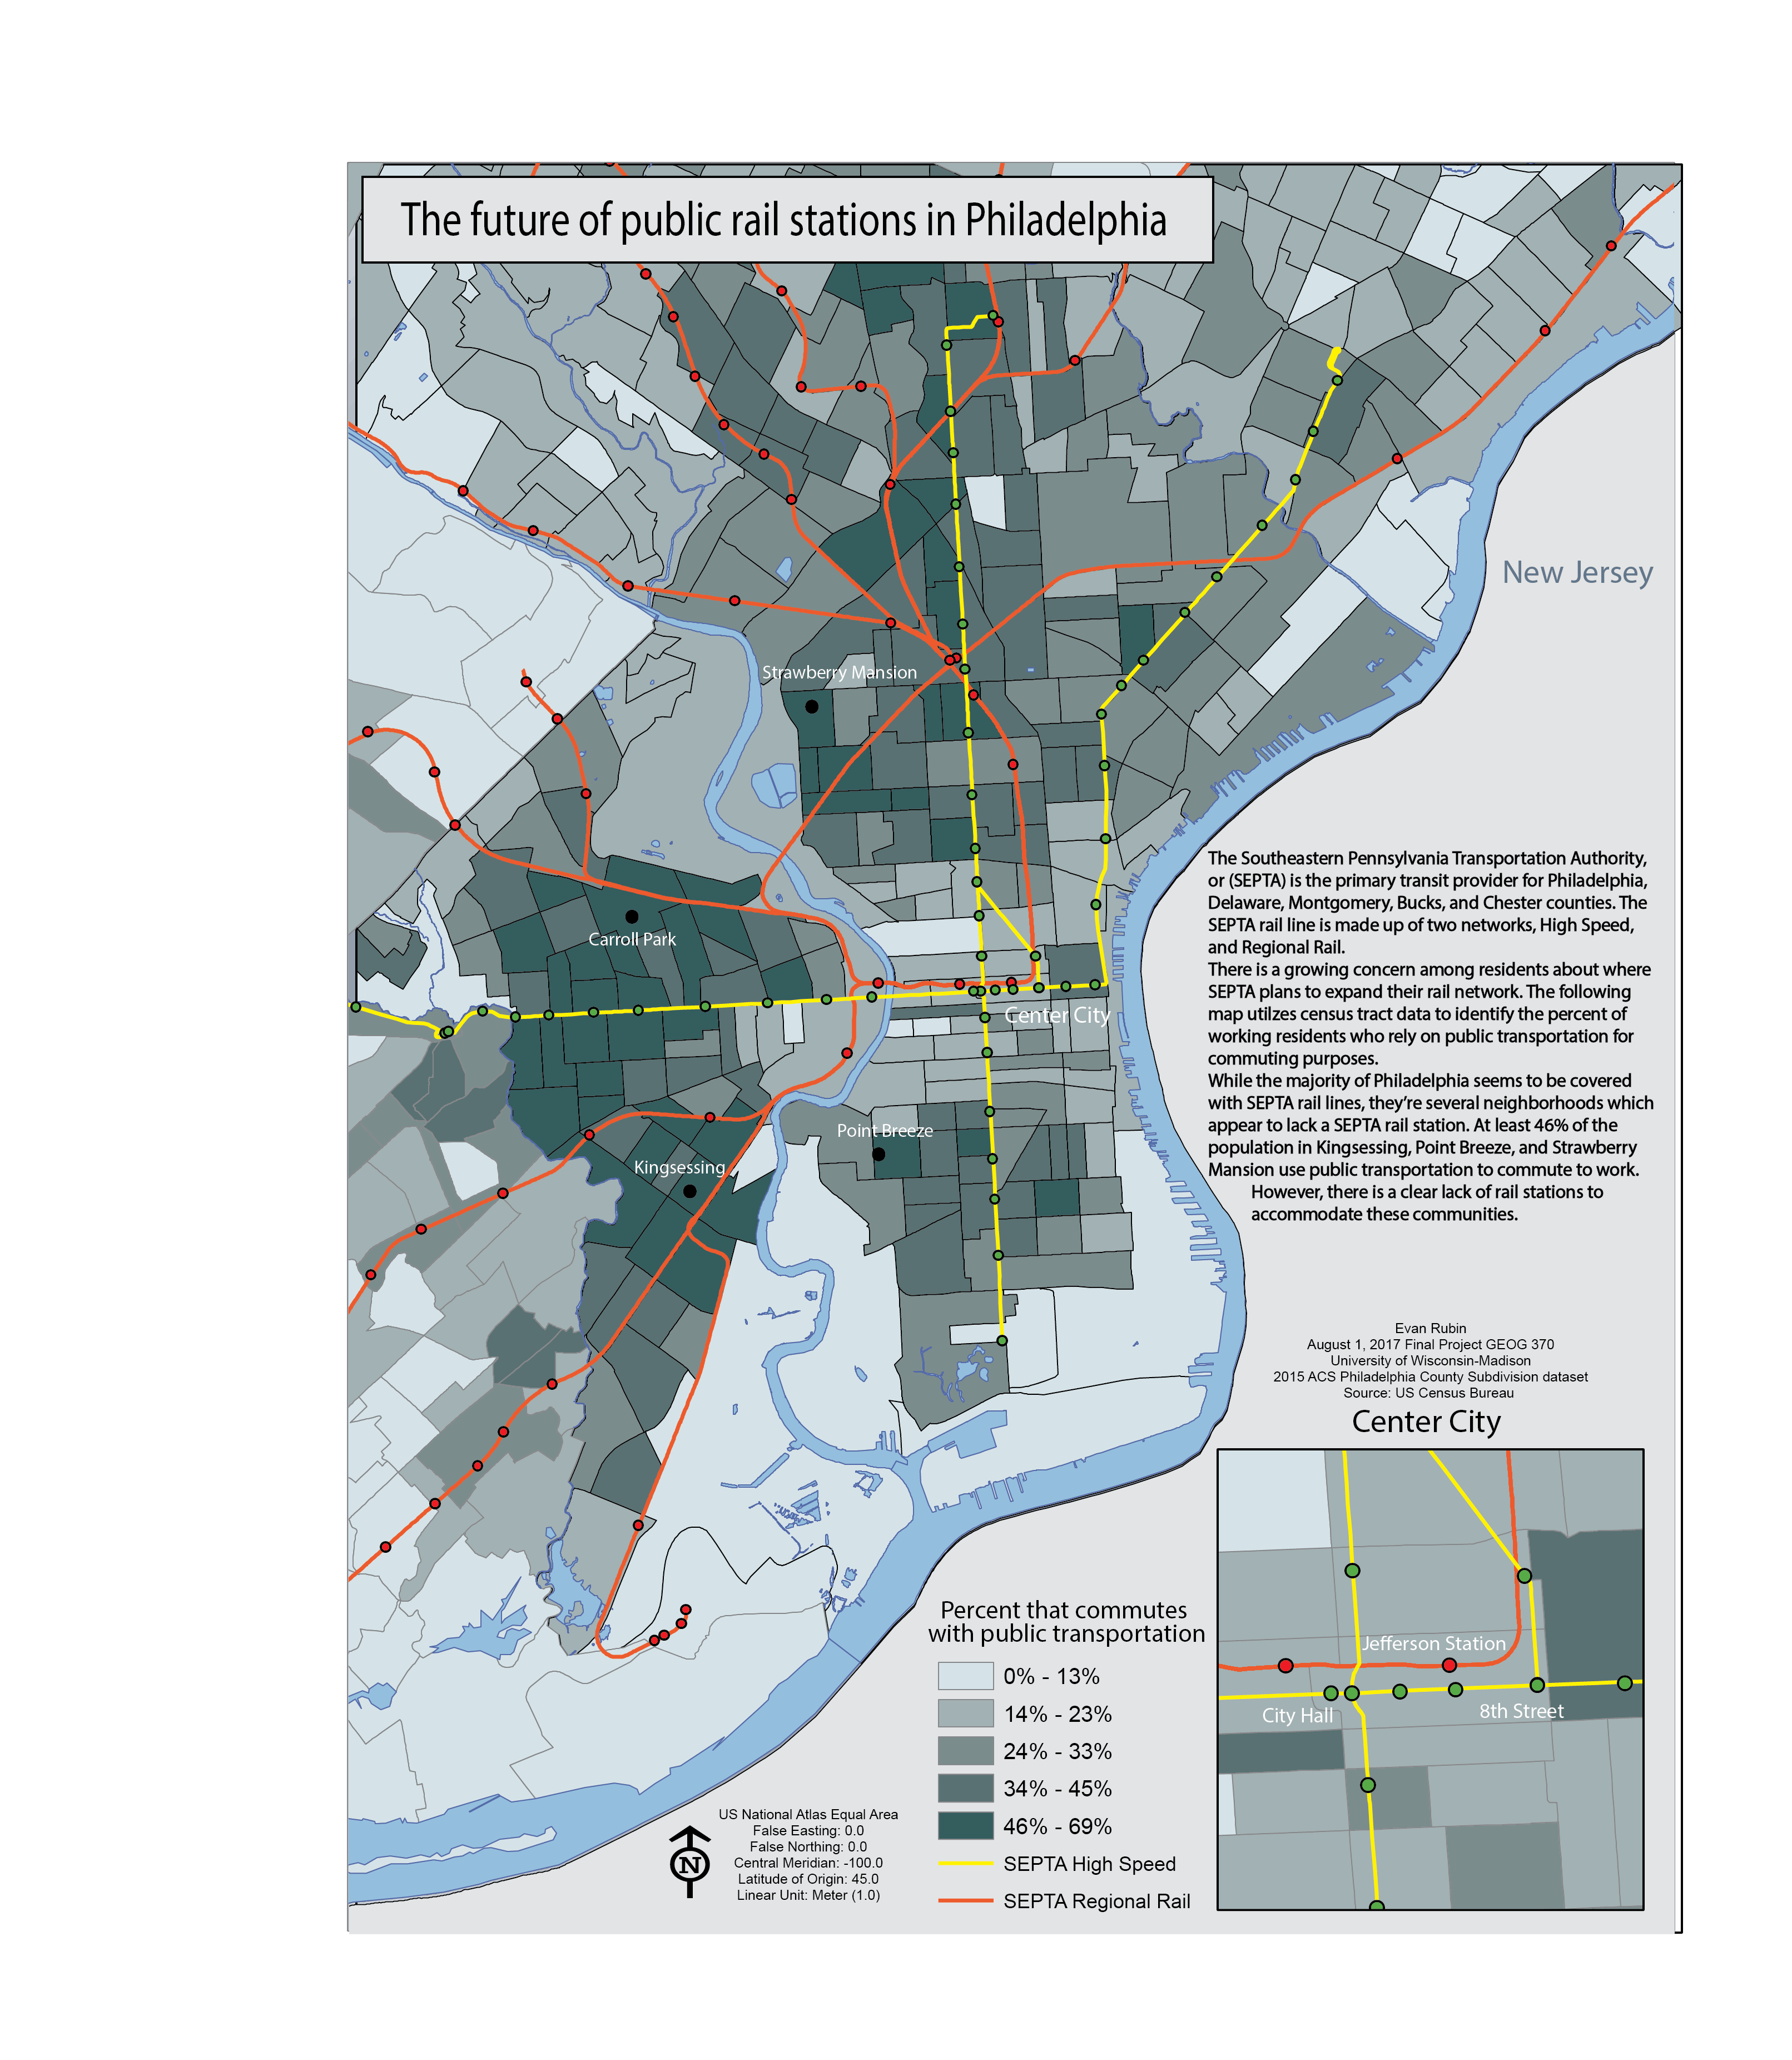 The future of public rail stations in Philadelphia
New Jersey
Strawberry Mansion
Carroll Park
Center City
Point Breeze
Kingsessing
The Southeastern Pennsylvania Transportation Authority,
or (SEPTA) is the primary transit provider for Philadelphia,
Delaware, Montgomery, Bucks, and Chester counties. The
SEPTA rail line is made up of two networks, High Speed,
and Regional Rail.
There is a growing concern among residents about where
SEPTA plans to expand their rail network. The following
map utilzes census tract data to identify the percent of
working residents who rely on public transportation for
commuting purposes.
While the majority of Philadelphia seems to be covered
with SEPTA rail lines, they're several neighborhoods which
appear to lack a SEPTA rail station. At least 46% of the
population in Kingsessing, Point Breeze, and Strawberry
Mansion use public transportation to commute to work.
However, there is a clear lack of rail stations to
accommodate these communities.
Evan Rubin
August 1, 2017 Final Project GEOG 370
University of Wisconsin-Madison
2015 ACS Philadelphia County Subdivision dataset
Source: US Census Bureau
Center City
Jefferson Station
City Hall
8th Street
Percent that commutes
with public transportation
0% - 13%
14% - 23%
24% - 33%
34% - 45%
46% - 69%
SEPTA High Speed
SEPTA Regional Rail
US National Atlas Equal Area
False Easting: 0.0
False Northing: 0.0
Central Meridian: -100.0
Latitude of Origin: 45.0
Linear Unit: Meter (1.0)
N